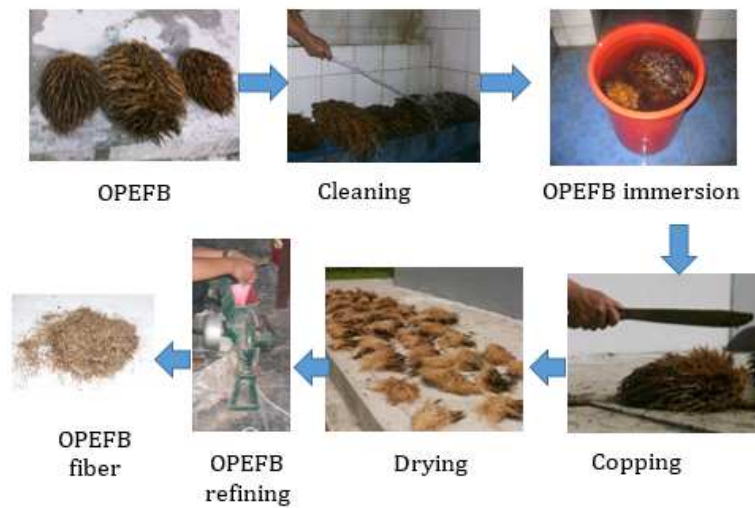 OPEFB
Cleaning
OPEFB immersion
Copping
Drying
OPEFB
refining
OPEFB
fiber